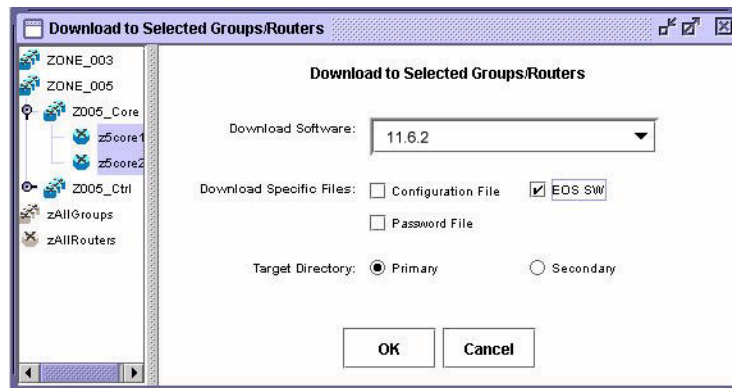 Download to Selected Groups/Routers
ZONE_003
ZONE_005
Z005_Core
z5core1
z5core2
Z005_Ctrl
zAllGroups
zAllRouters
Download to Selected Groups/Routers
Download Software: 11.6.2
Download Specific Files: Configuration File EOS SW
Password File
Target Directory: Primary Secondary
OK Cancel